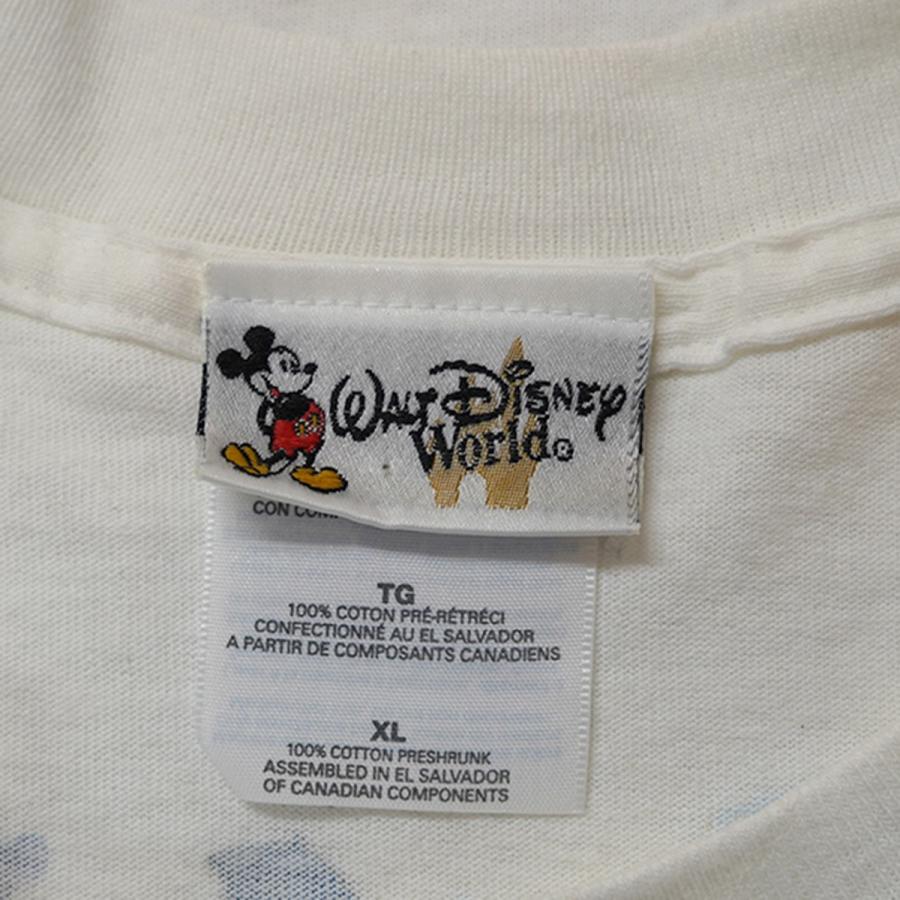 WALT DISNEY
World®
CON
TG
100% COTON PRÉ-RÉTRÉCI
CONFECTIONNÉ AU EL SALVADOR
A PARTIR DE COMPOSANTS CANADIENS
XL
100% COTTON PRESHRUNK
ASSEMBLED IN EL SALVADOR
OF CANADIAN COMPONENTS